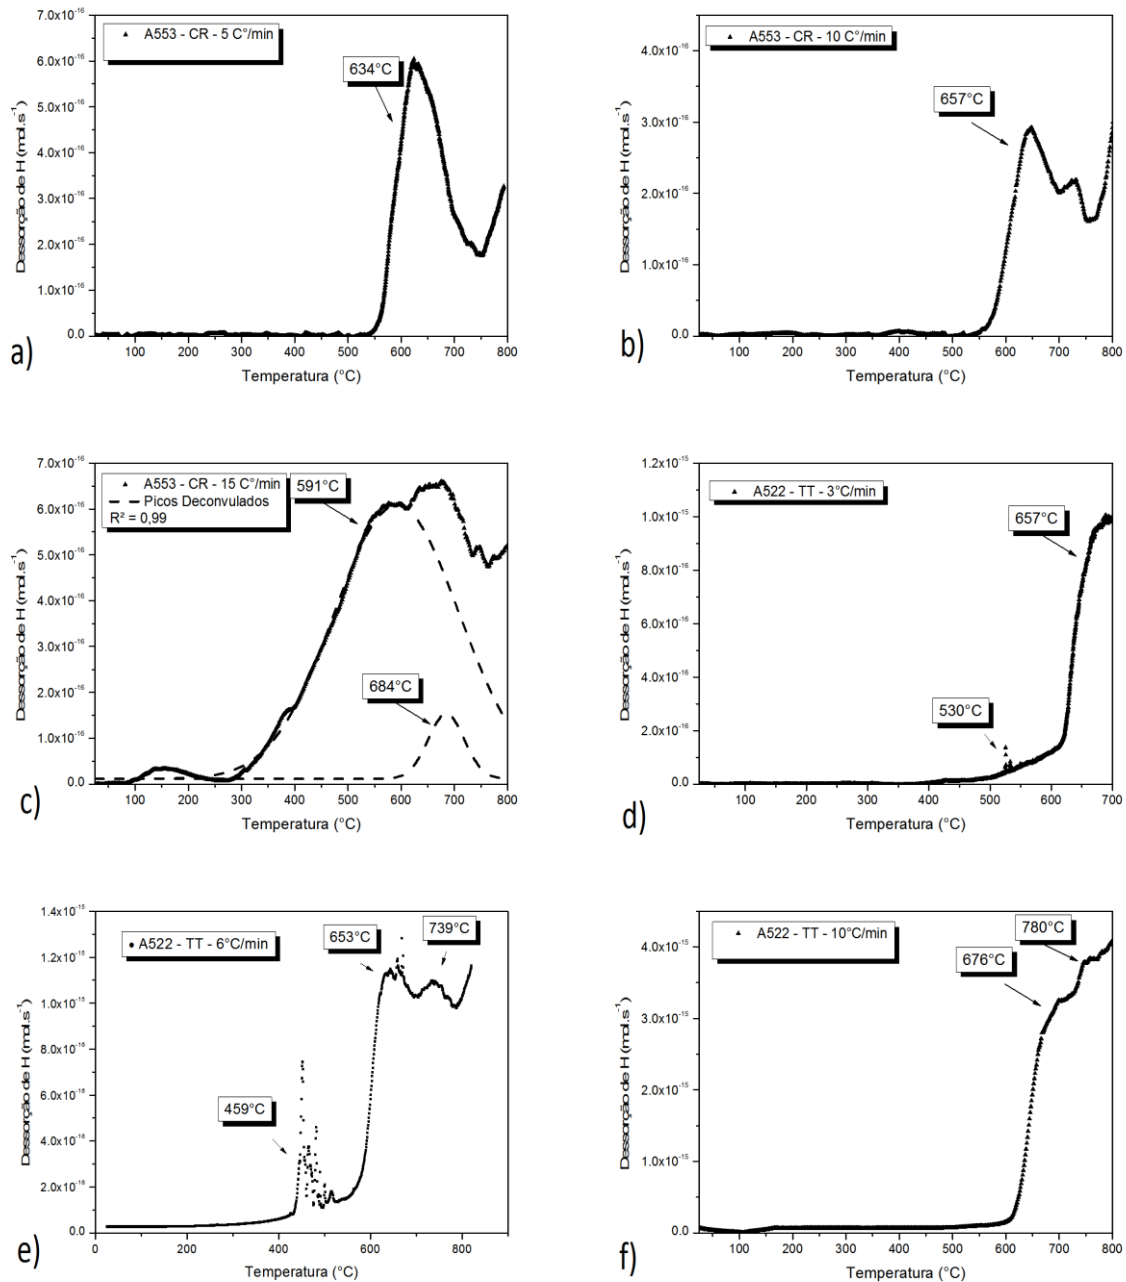 7.0x10⁻¹⁶
▲ A553 - CR - 5 C°/min
6.0x10⁻¹⁶
634°C
5.0x10⁻¹⁶
4.0x10⁻¹⁶
3.0x10⁻¹⁶
2.0x10⁻¹⁶
1.0x10⁻¹⁶
0.0
Dessorção de H (mol.s⁻¹)
100 200 300 400 500 600 700 800
Temperatura (°C)
a)
▲ A553 - CR - 10 C°/min
4.0x10⁻¹⁶
657°C
3.0x10⁻¹⁶
2.0x10⁻¹⁶
1.0x10⁻¹⁶
0.0
Dessorção de H (mol.s⁻¹)
100 200 300 400 500 600 700 800
Temperatura (°C)
b)
7.0x10⁻¹⁶
▲ A553 - CR - 15 C°/min
Picos Deconvulados
R² = 0,99
591°C
6.0x10⁻¹⁶
5.0x10⁻¹⁶
4.0x10⁻¹⁶
3.0x10⁻¹⁶
684°C
2.0x10⁻¹⁶
1.0x10⁻¹⁶
0.0
Dessorção de H (mol.s⁻¹)
100 200 300 400 500 600 700 800
Temperatura (°C)
c)
1.2x10⁻¹⁵
▲ A522 - TT - 3°C/min
1.0x10⁻¹⁵
657°C
8.0x10⁻¹⁶
6.0x10⁻¹⁶
4.0x10⁻¹⁶
530°C
2.0x10⁻¹⁶
0.0
Dessorção de H (mol.s⁻¹)
100 200 300 400 500 600 700
Temperatura (°C)
d)
1.4x10⁻¹⁵
● A522 - TT - 6°C/min
653°C
739°C
1.2x10⁻¹⁵
1.0x10⁻¹⁵
8.0x10⁻¹⁶
6.0x10⁻¹⁶
459°C
4.0x10⁻¹⁶
2.0x10⁻¹⁶
0.0
Dessorção de H (mol.s⁻¹)
0 100 200 300 400 500 600 700 800
Temperatura (°C)
e)
▲ A522 - TT - 10°C/min
780°C
4.0x10⁻¹⁵
676°C
3.0x10⁻¹⁵
2.0x10⁻¹⁵
1.0x10⁻¹⁵
0.0
Dessorção de H (mol.s⁻¹)
100 200 300 400 500 600 700 800
Temperatura (°C)
f)